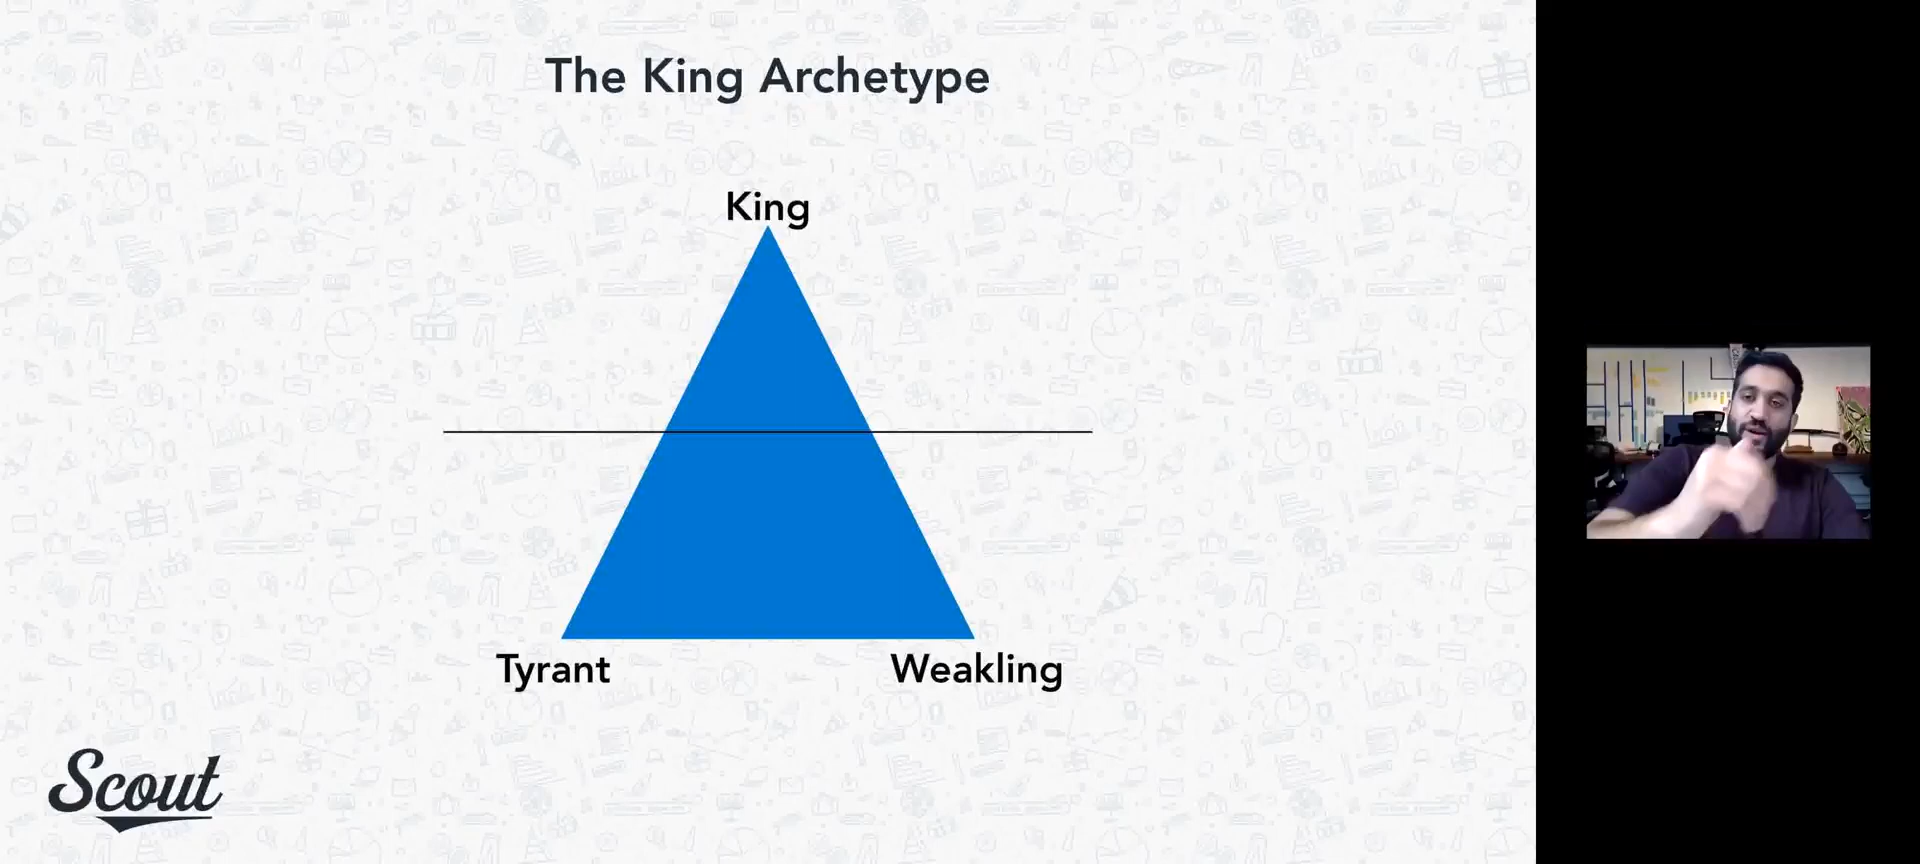 The King Archetype
King
Tyrant
Weakling
Scout